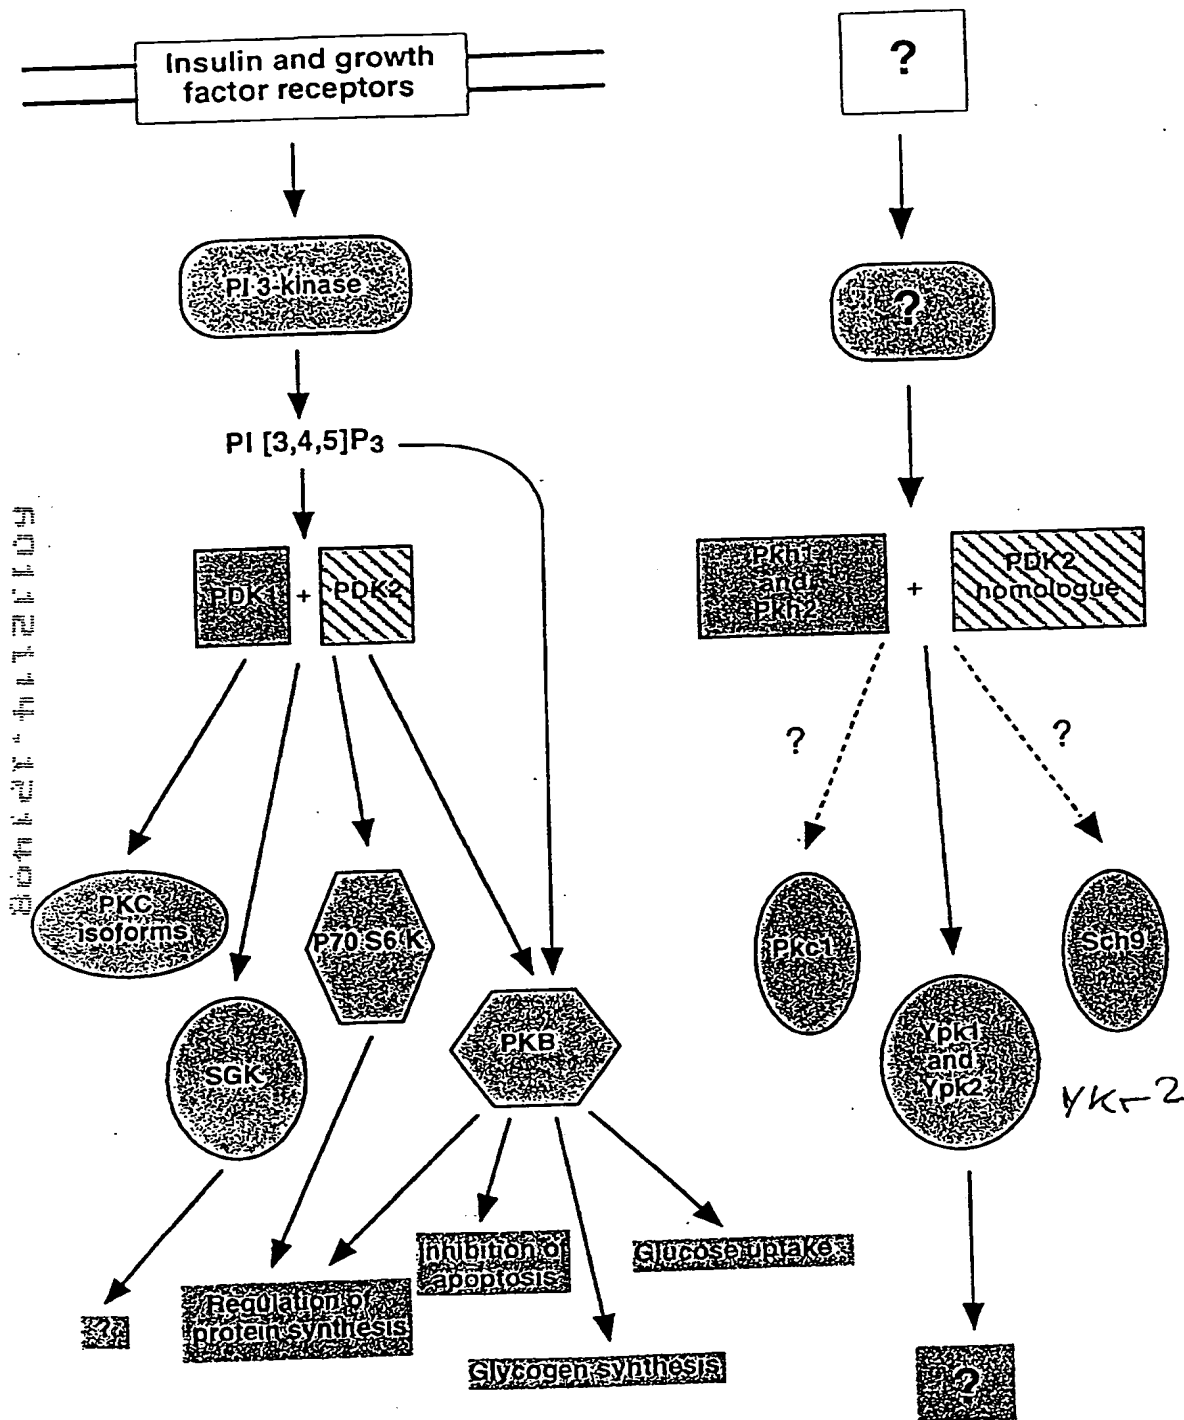 Insulin and growth
factor receptors
PI 3-kinase
PI [3,4,5]P3
PDK1 + PDK2
PKC
isoforms
P70 S6 K
SGK
PKB
?
Regulation of
protein synthesis
Inhibition of
apoptosis
Glycogen synthesis
Glucose uptake
?
?
Pkh1
and
Pkh2
+
PDK2
homologue
?
?
Pkc1
Ypk1
and
Ypk2
Sch9
YKr2
?